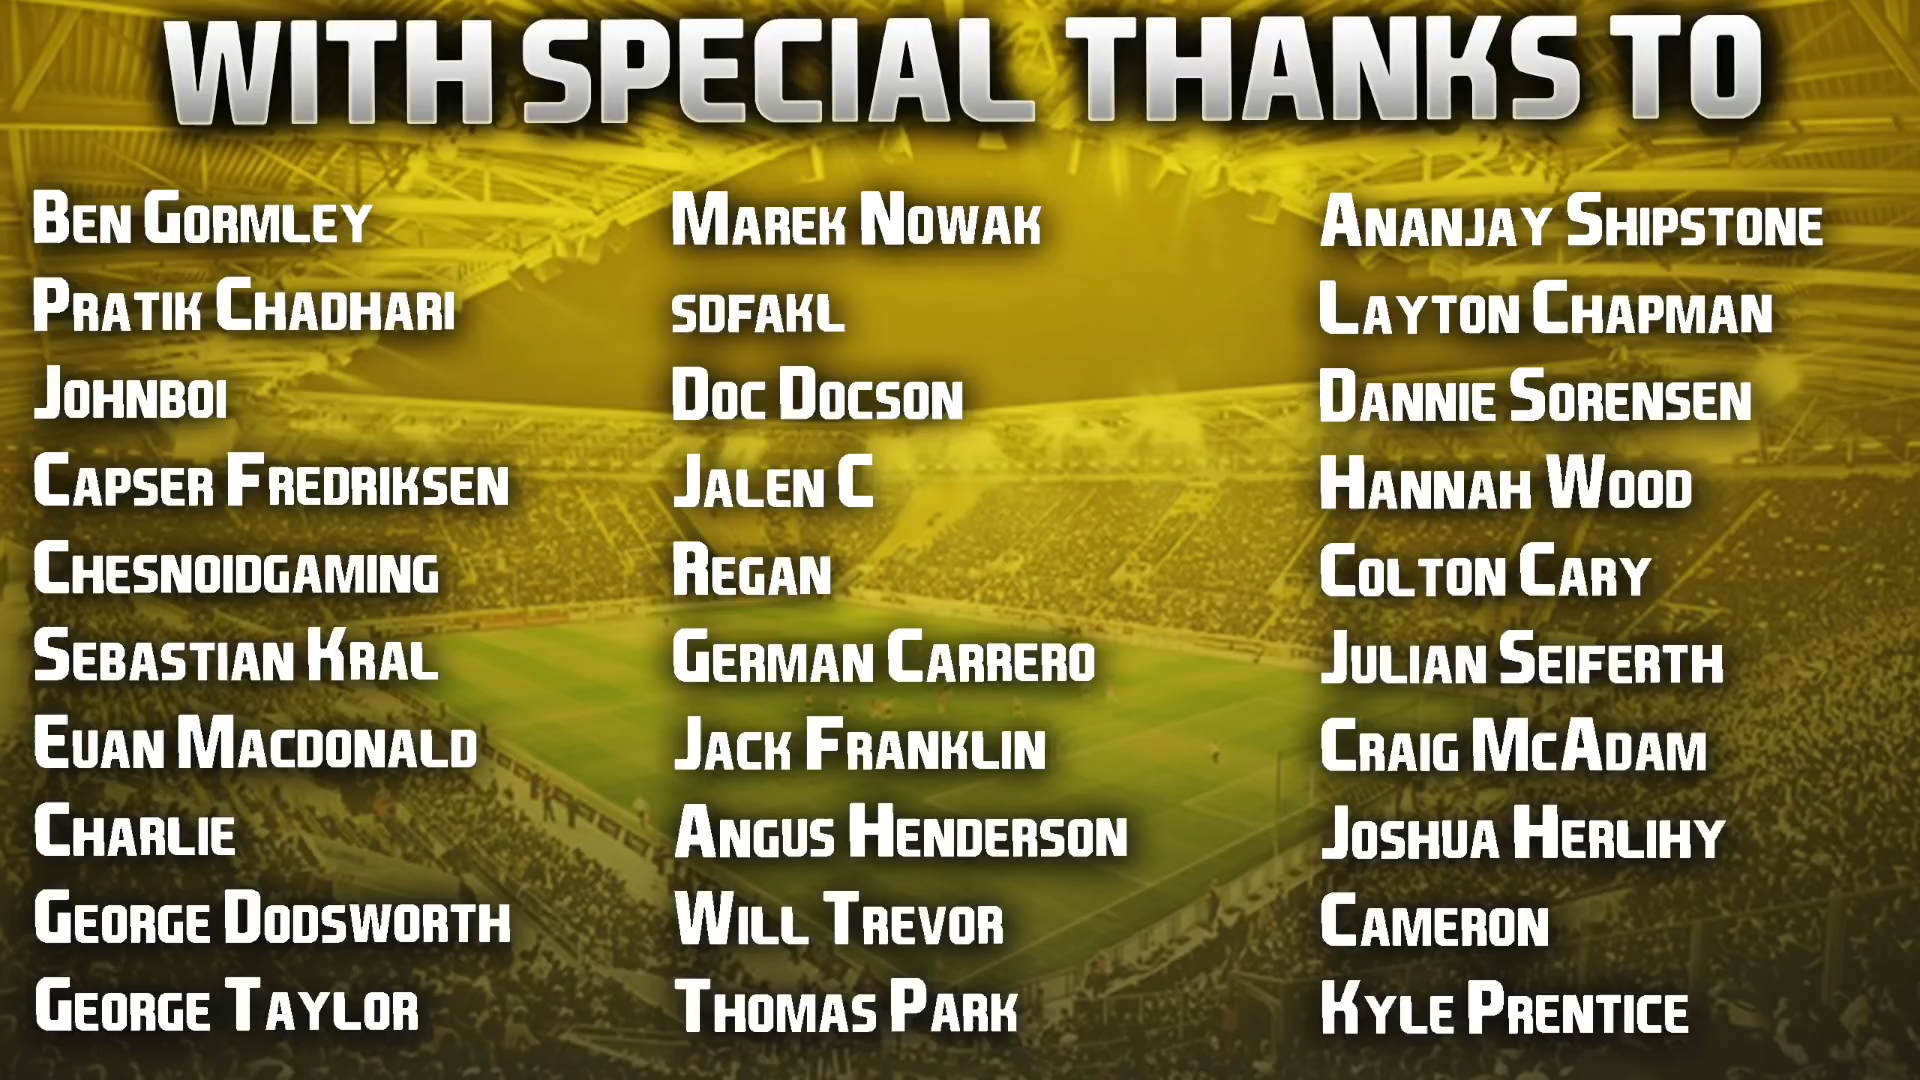 WITH SPECIAL THANKS TO
Ben Gormley
Pratik Chadhari
Johnboi
Capser Fredriksen
Chesnoidgaming
Sebastian Kral
Euan Macdonald
Charlie
George Dodsworth
George Taylor
Marek Nowak
sdfakl
Doc Docson
Jalen C
Regan
German Carrero
Jack Franklin
Angus Henderson
Will Trevor
Thomas Park
Ananjay Shipstone
Layton Chapman
Dannie Sorensen
Hannah Wood
Colton Cary
Julian Seiferth
Craig McAdam
Joshua Herlihy
Cameron
Kyle Prentice